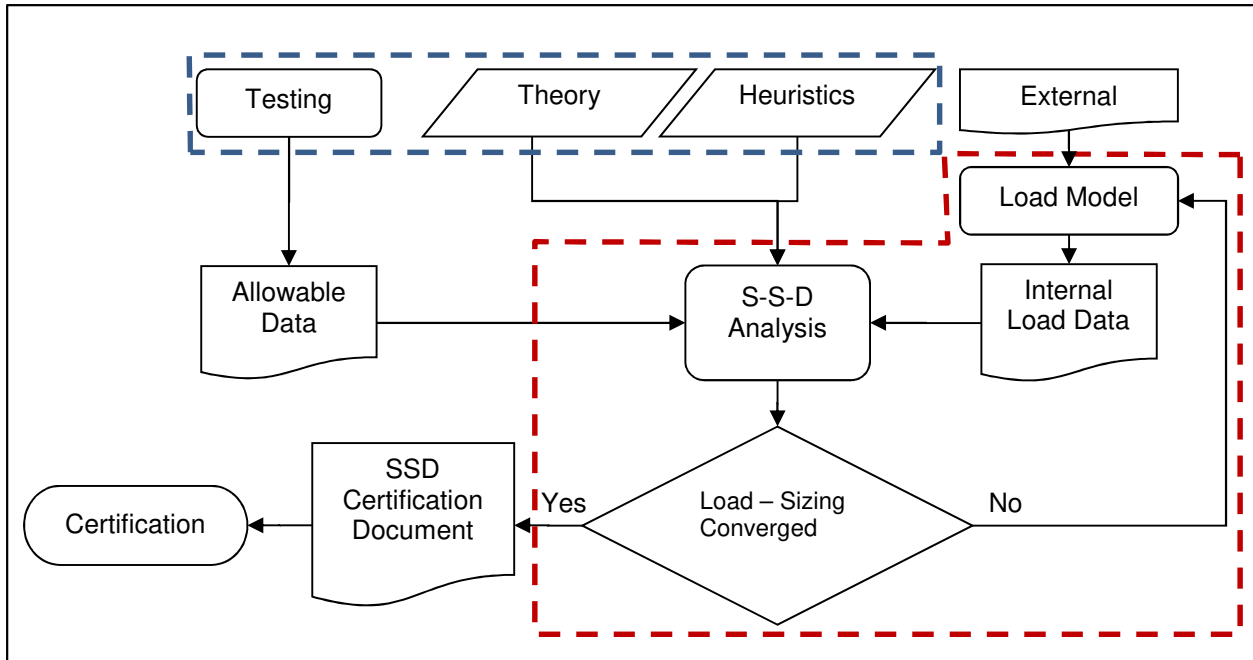 Testing
Theory
Heuristics
External
Load Model
Allowable
Data
S-S-D
Analysis
Internal
Load Data
SSD
Certification
Document
Certification
Yes
Load – Sizing
Converged
No